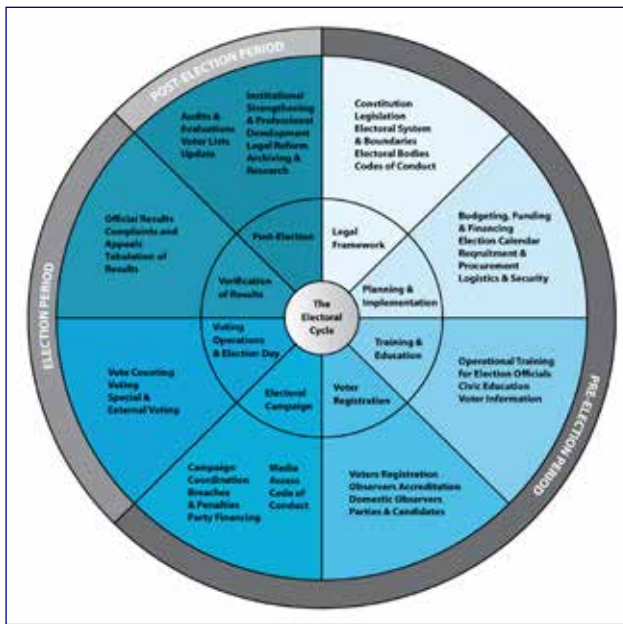 POST-ELECTION PERIOD
ELECTION PERIOD
PRE-ELECTION PERIOD
The
Electoral
Cycle
Legal
Framework
Constitution
Legislation
Electoral System
& Boundaries
Electoral Bodies
Codes of Conduct
Planning &
Implementation
Budgeting, Funding
& Financing
Election Calendar
Recruitment &
Procurement
Logistics & Security
Training &
Education
Operational Training
for Election Officials
Civic Education
Voter Information
Voter
Registration
Voters Registration
Observers Accreditation
Domestic Observers
Parties & Candidates
Electoral
Campaign
Campaign
Coordination
Breaches
& Penalties
Party Financing
Media
Access
Code of
Conduct
Voting
Operations
& Election Day
Vote Counting
Voting
Special &
External Voting
Verification
of Results
Official Results
Complaints and
Appeals
Tabulation of
Results
Post-Election
Audits &
Evaluations
Voter Lists
Update
Institutional
Strengthening
& Professional
Development
Legal Reform
Archiving &
Research